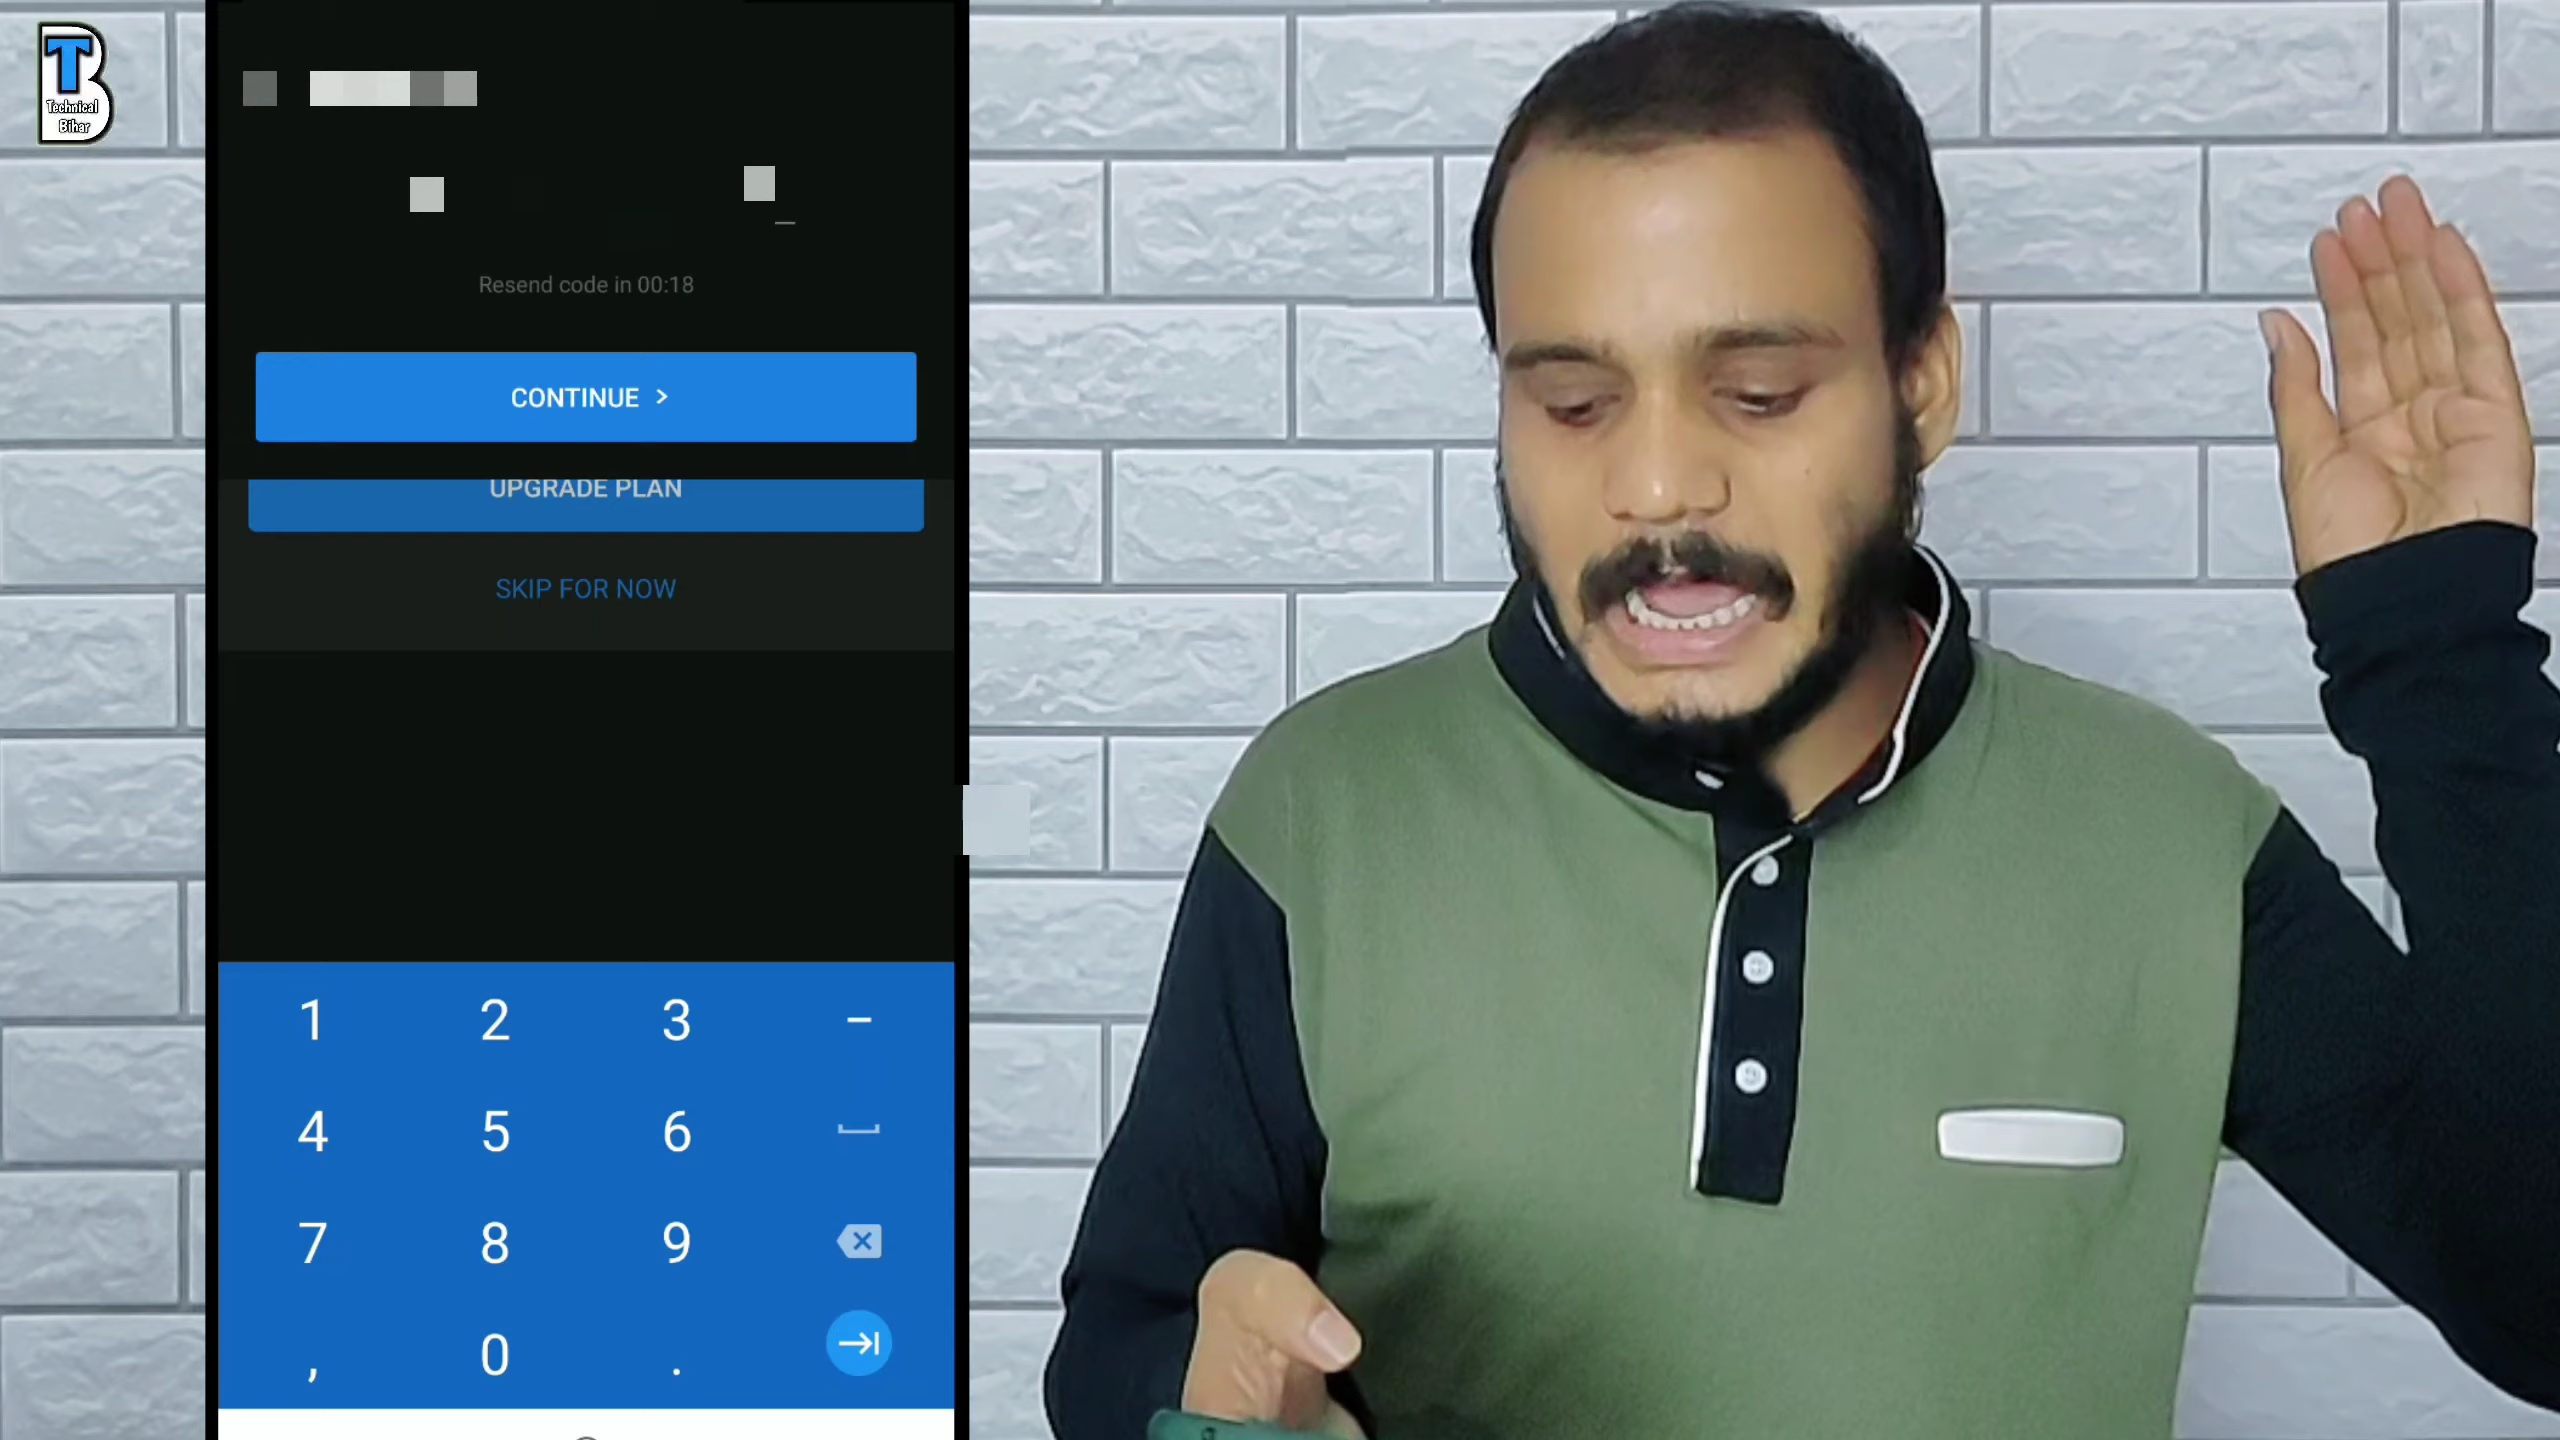 Technical
Bihar
Resend code in 00:18
CONTINUE >
UPGRADE PLAN
SKIP FOR NOW
1 2 3 –
4 5 6
7 8 9
, 0 .